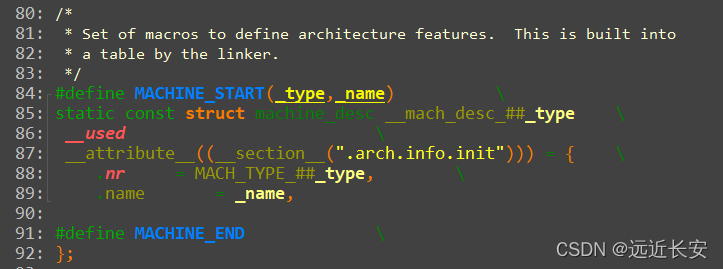 80: /*
81:  * Set of macros to define architecture features.  This is built into
82:  * a table by the linker.
83:  */
84: #define MACHINE_START(_type,_name)          \
85: static const struct machine_desc __mach_desc_##_type    \
86:  __used                         \
87:  __attribute__((__section__(".arch.info.init"))) = {    \
88:     .nr     = MACH_TYPE_##_type,        \
89:     .name       = _name,
90:
91: #define MACHINE_END             \
92: };
CSDN @远近长安